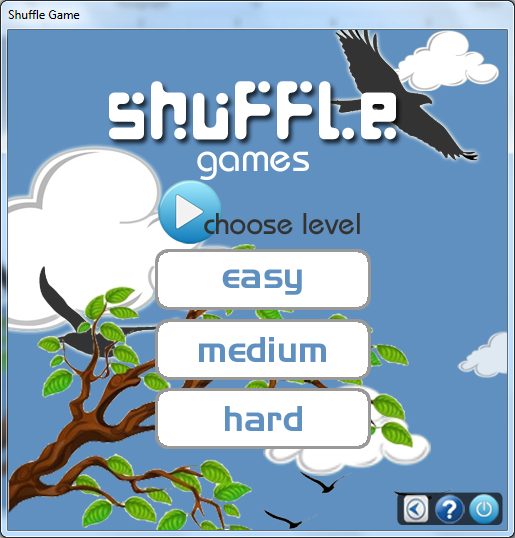 Shuffle Game
shuffle
games
choose level
easy
medium
hard
?